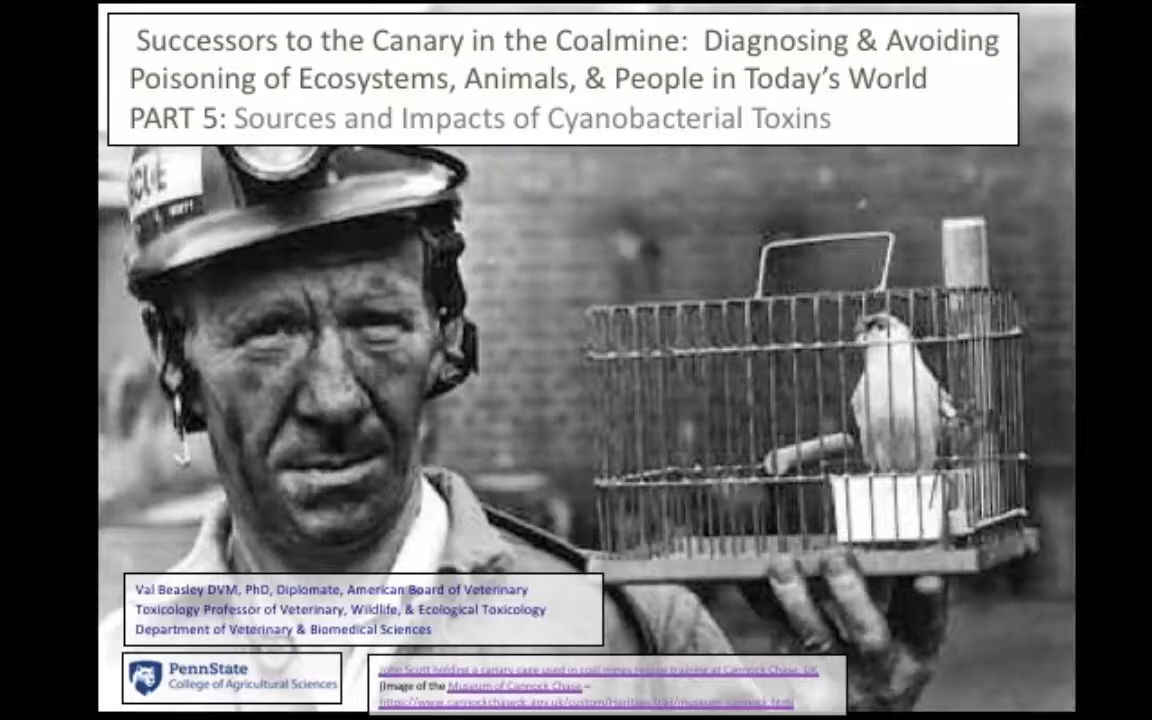 Successors to the Canary in the Coalmine: Diagnosing & Avoiding
Poisoning of Ecosystems, Animals, & People in Today's World
PART 5: Sources and Impacts of Cyanobacterial Toxins
Val Beasley DVM, PhD, Diplomate, American Board of Veterinary
Toxicology Professor of Veterinary, Wildlife, & Ecological Toxicology
Department of Veterinary & Biomedical Sciences
PennState
College of Agricultural Sciences
John Scott holding a canary cage used in coal mines rescue training at Cannock Chase, UK
(Image of the Museum of Cannock Chase –